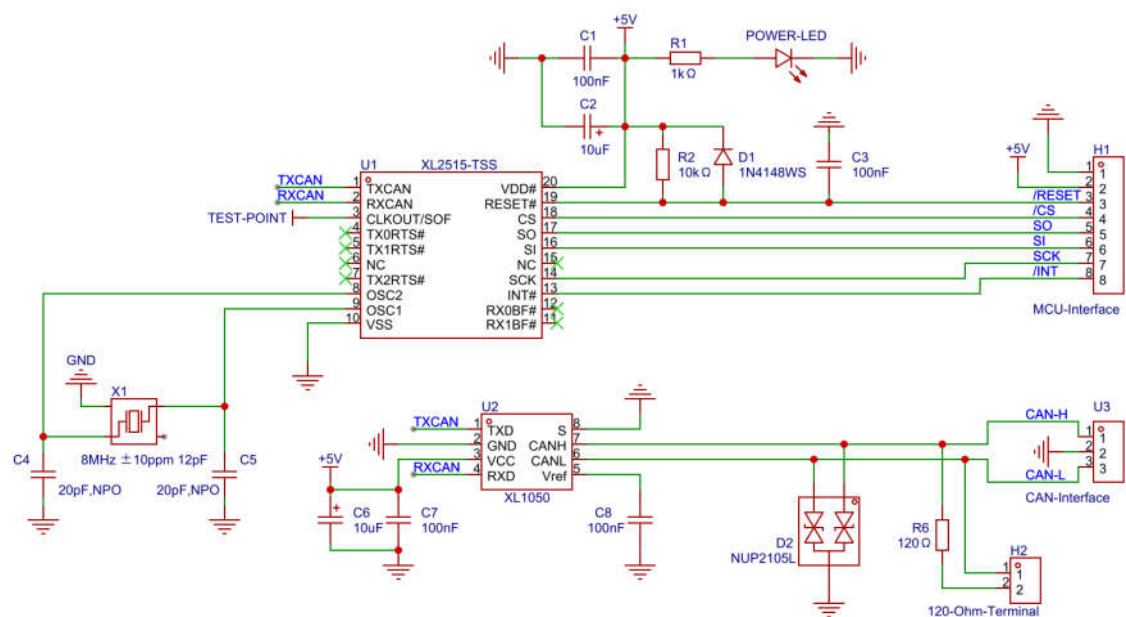 +5V
C1
100nF
R1
1kΩ
POWER-LED
C2
10uF
+
R2
10kΩ
D1
1N4148WS
C3
100nF
+5V
H1
1
2
3
4
5
6
7
8
1
2
3
4
5
6
7
8
/RESET
/CS
SO
SI
SCK
/INT
MCU-Interface
U1
XL2515-TSS
TXCAN
RXCAN
TEST-POINT
1 TXCAN VDD# 20
2 RXCAN RESET# 19
3 CLKOUT/SOF CS 18
4 TX0RTS# SO 17
5 TX1RTS# SI 16
6 NC NC 15
7 TX2RTS# SCK 14
8 OSC2 INT# 13
9 OSC1 RX0BF# 12
10 VSS RX1BF# 11
GND
X1
8MHz ±10ppm 12pF
C4
20pF,NPO
C5
20pF,NPO
U2
TXCAN
RXCAN
1 TXD S 8
2 GND CANH 7
3 VCC CANL 6
4 RXD Vref 5
XL1050
+5V
+
C6
10uF
C7
100nF
C8
100nF
D2
NUP2105L
R6
120Ω
H2
1
2
1
2
120-Ohm-Terminal
CAN-H
CAN-L
U3
1
2
3
1
2
3
CAN-Interface